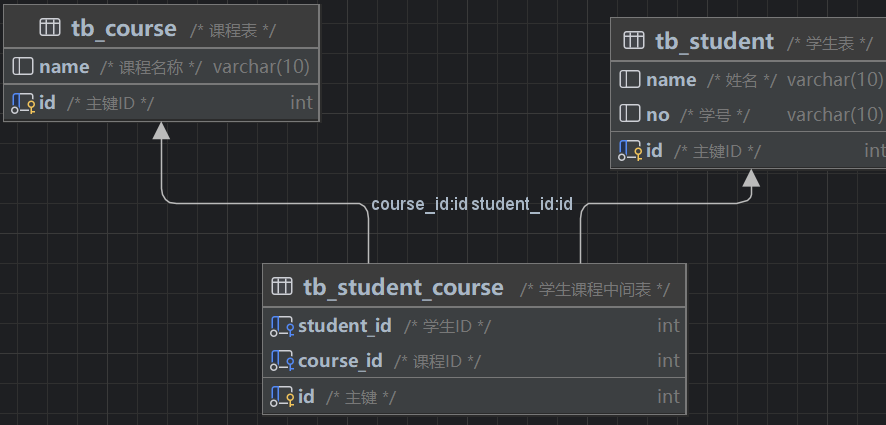 tb_course /* 课程表 */
name /* 课程名称 */ varchar(10)
id /* 主键ID */ int
tb_student /* 学生表 */
name /* 姓名 */ varchar(10)
no /* 学号 */ varchar(10)
id /* 主键ID */ int
course_id:id student_id:id
tb_student_course /* 学生课程中间表 */
student_id /* 学生ID */ int
course_id /* 课程ID */ int
id /* 主键 */ int